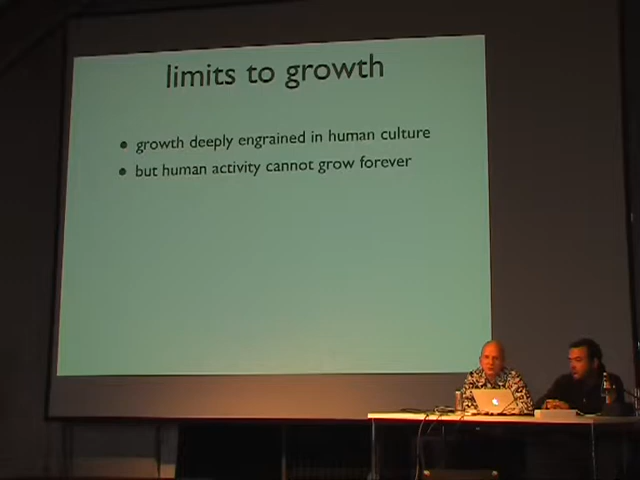 limits to growth
growth deeply engrained in human culture
but human activity cannot grow forever